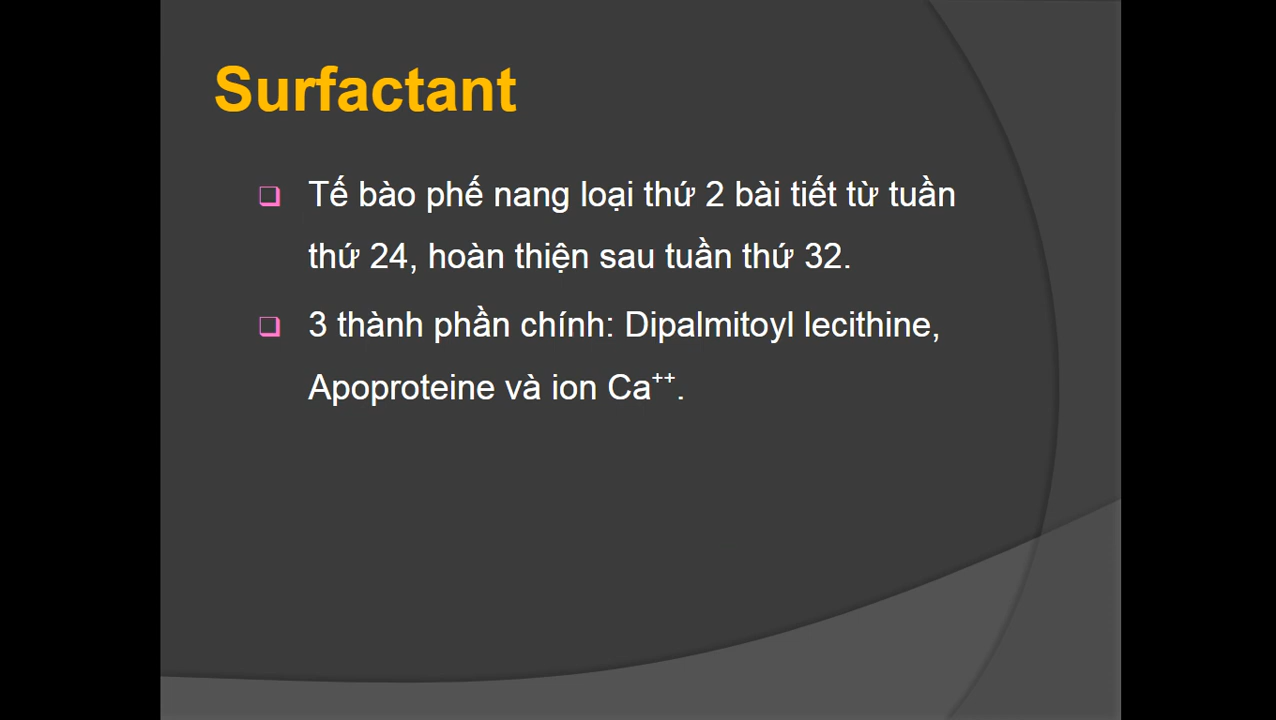 Surfactant
Tế bào phế nang loại thứ 2 bài tiết từ tuần
thứ 24, hoàn thiện sau tuần thứ 32.
3 thành phần chính: Dipalmitoyl lecithine,
Apoproteine và ion Ca⁺⁺.